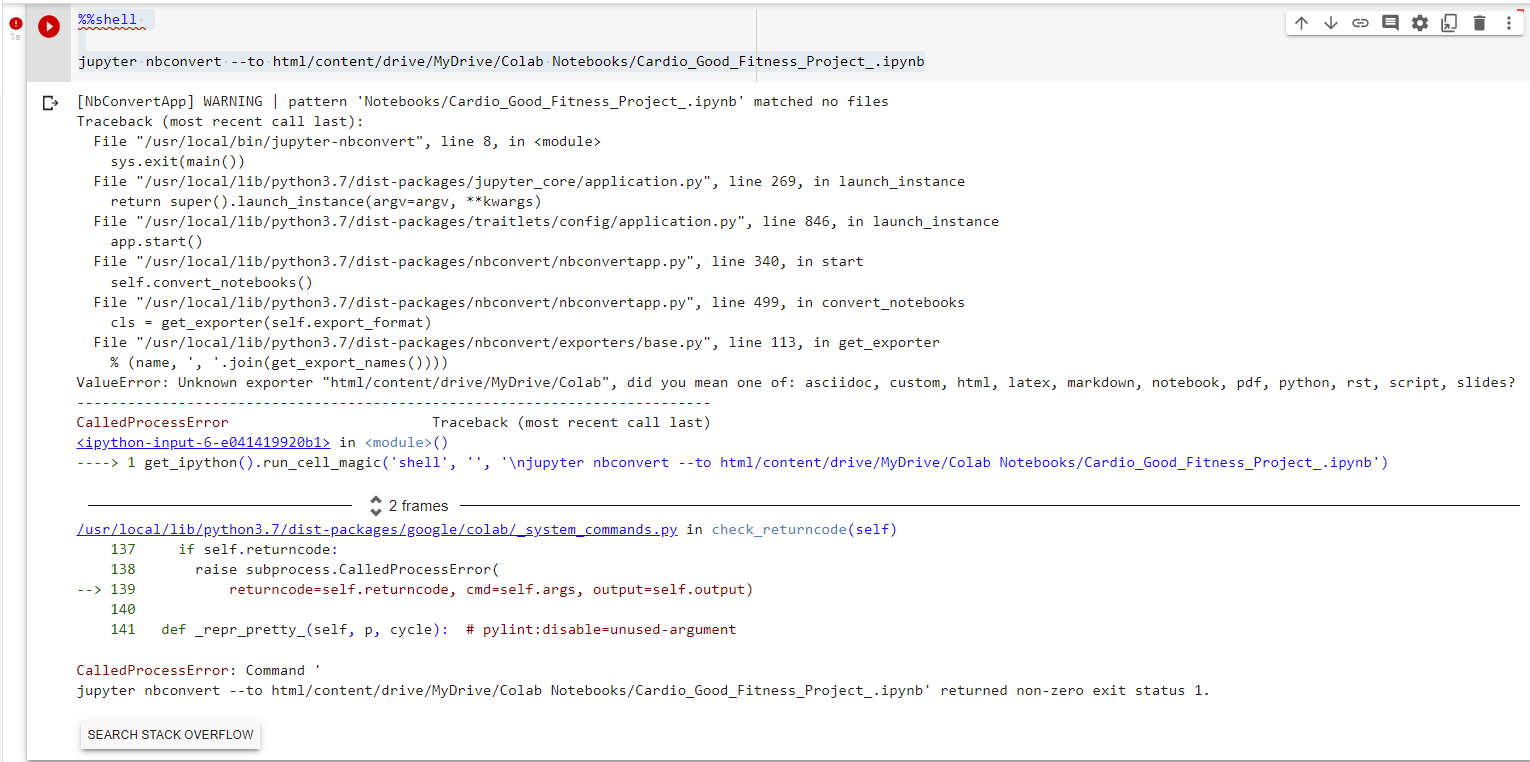 %%shell
1s
jupyter nbconvert --to html/content/drive/MyDrive/Colab Notebooks/Cardio_Good_Fitness_Project_.ipynb
[NbConvertApp] WARNING | pattern 'Notebooks/Cardio_Good_Fitness_Project_.ipynb' matched no files
Traceback (most recent call last):
  File "/usr/local/bin/jupyter-nbconvert", line 8, in <module>
    sys.exit(main())
  File "/usr/local/lib/python3.7/dist-packages/jupyter_core/application.py", line 269, in launch_instance
    return super().launch_instance(argv=argv, **kwargs)
  File "/usr/local/lib/python3.7/dist-packages/traitlets/config/application.py", line 846, in launch_instance
    app.start()
  File "/usr/local/lib/python3.7/dist-packages/nbconvert/nbconvertapp.py", line 340, in start
    self.convert_notebooks()
  File "/usr/local/lib/python3.7/dist-packages/nbconvert/nbconvertapp.py", line 499, in convert_notebooks
    cls = get_exporter(self.export_format)
  File "/usr/local/lib/python3.7/dist-packages/nbconvert/exporters/base.py", line 113, in get_exporter
    % (name, ', '.join(get_export_names())))
ValueError: Unknown exporter "html/content/drive/MyDrive/Colab", did you mean one of: asciidoc, custom, html, latex, markdown, notebook, pdf, python, rst, script, slides?
---------------------------------------------------------------------------
CalledProcessError                        Traceback (most recent call last)
<ipython-input-6-e041419920b1> in <module>()
----> 1 get_ipython().run_cell_magic('shell', '', '\njupyter nbconvert --to html/content/drive/MyDrive/Colab Notebooks/Cardio_Good_Fitness_Project_.ipynb')
2 frames
/usr/local/lib/python3.7/dist-packages/google/colab/_system_commands.py in check_returncode(self)
    137     if self.returncode:
    138       raise subprocess.CalledProcessError(
--> 139           returncode=self.returncode, cmd=self.args, output=self.output)
    140
    141   def _repr_pretty_(self, p, cycle):  # pylint:disable=unused-argument
CalledProcessError: Command '
jupyter nbconvert --to html/content/drive/MyDrive/Colab Notebooks/Cardio_Good_Fitness_Project_.ipynb' returned non-zero exit status 1.
SEARCH STACK OVERFLOW